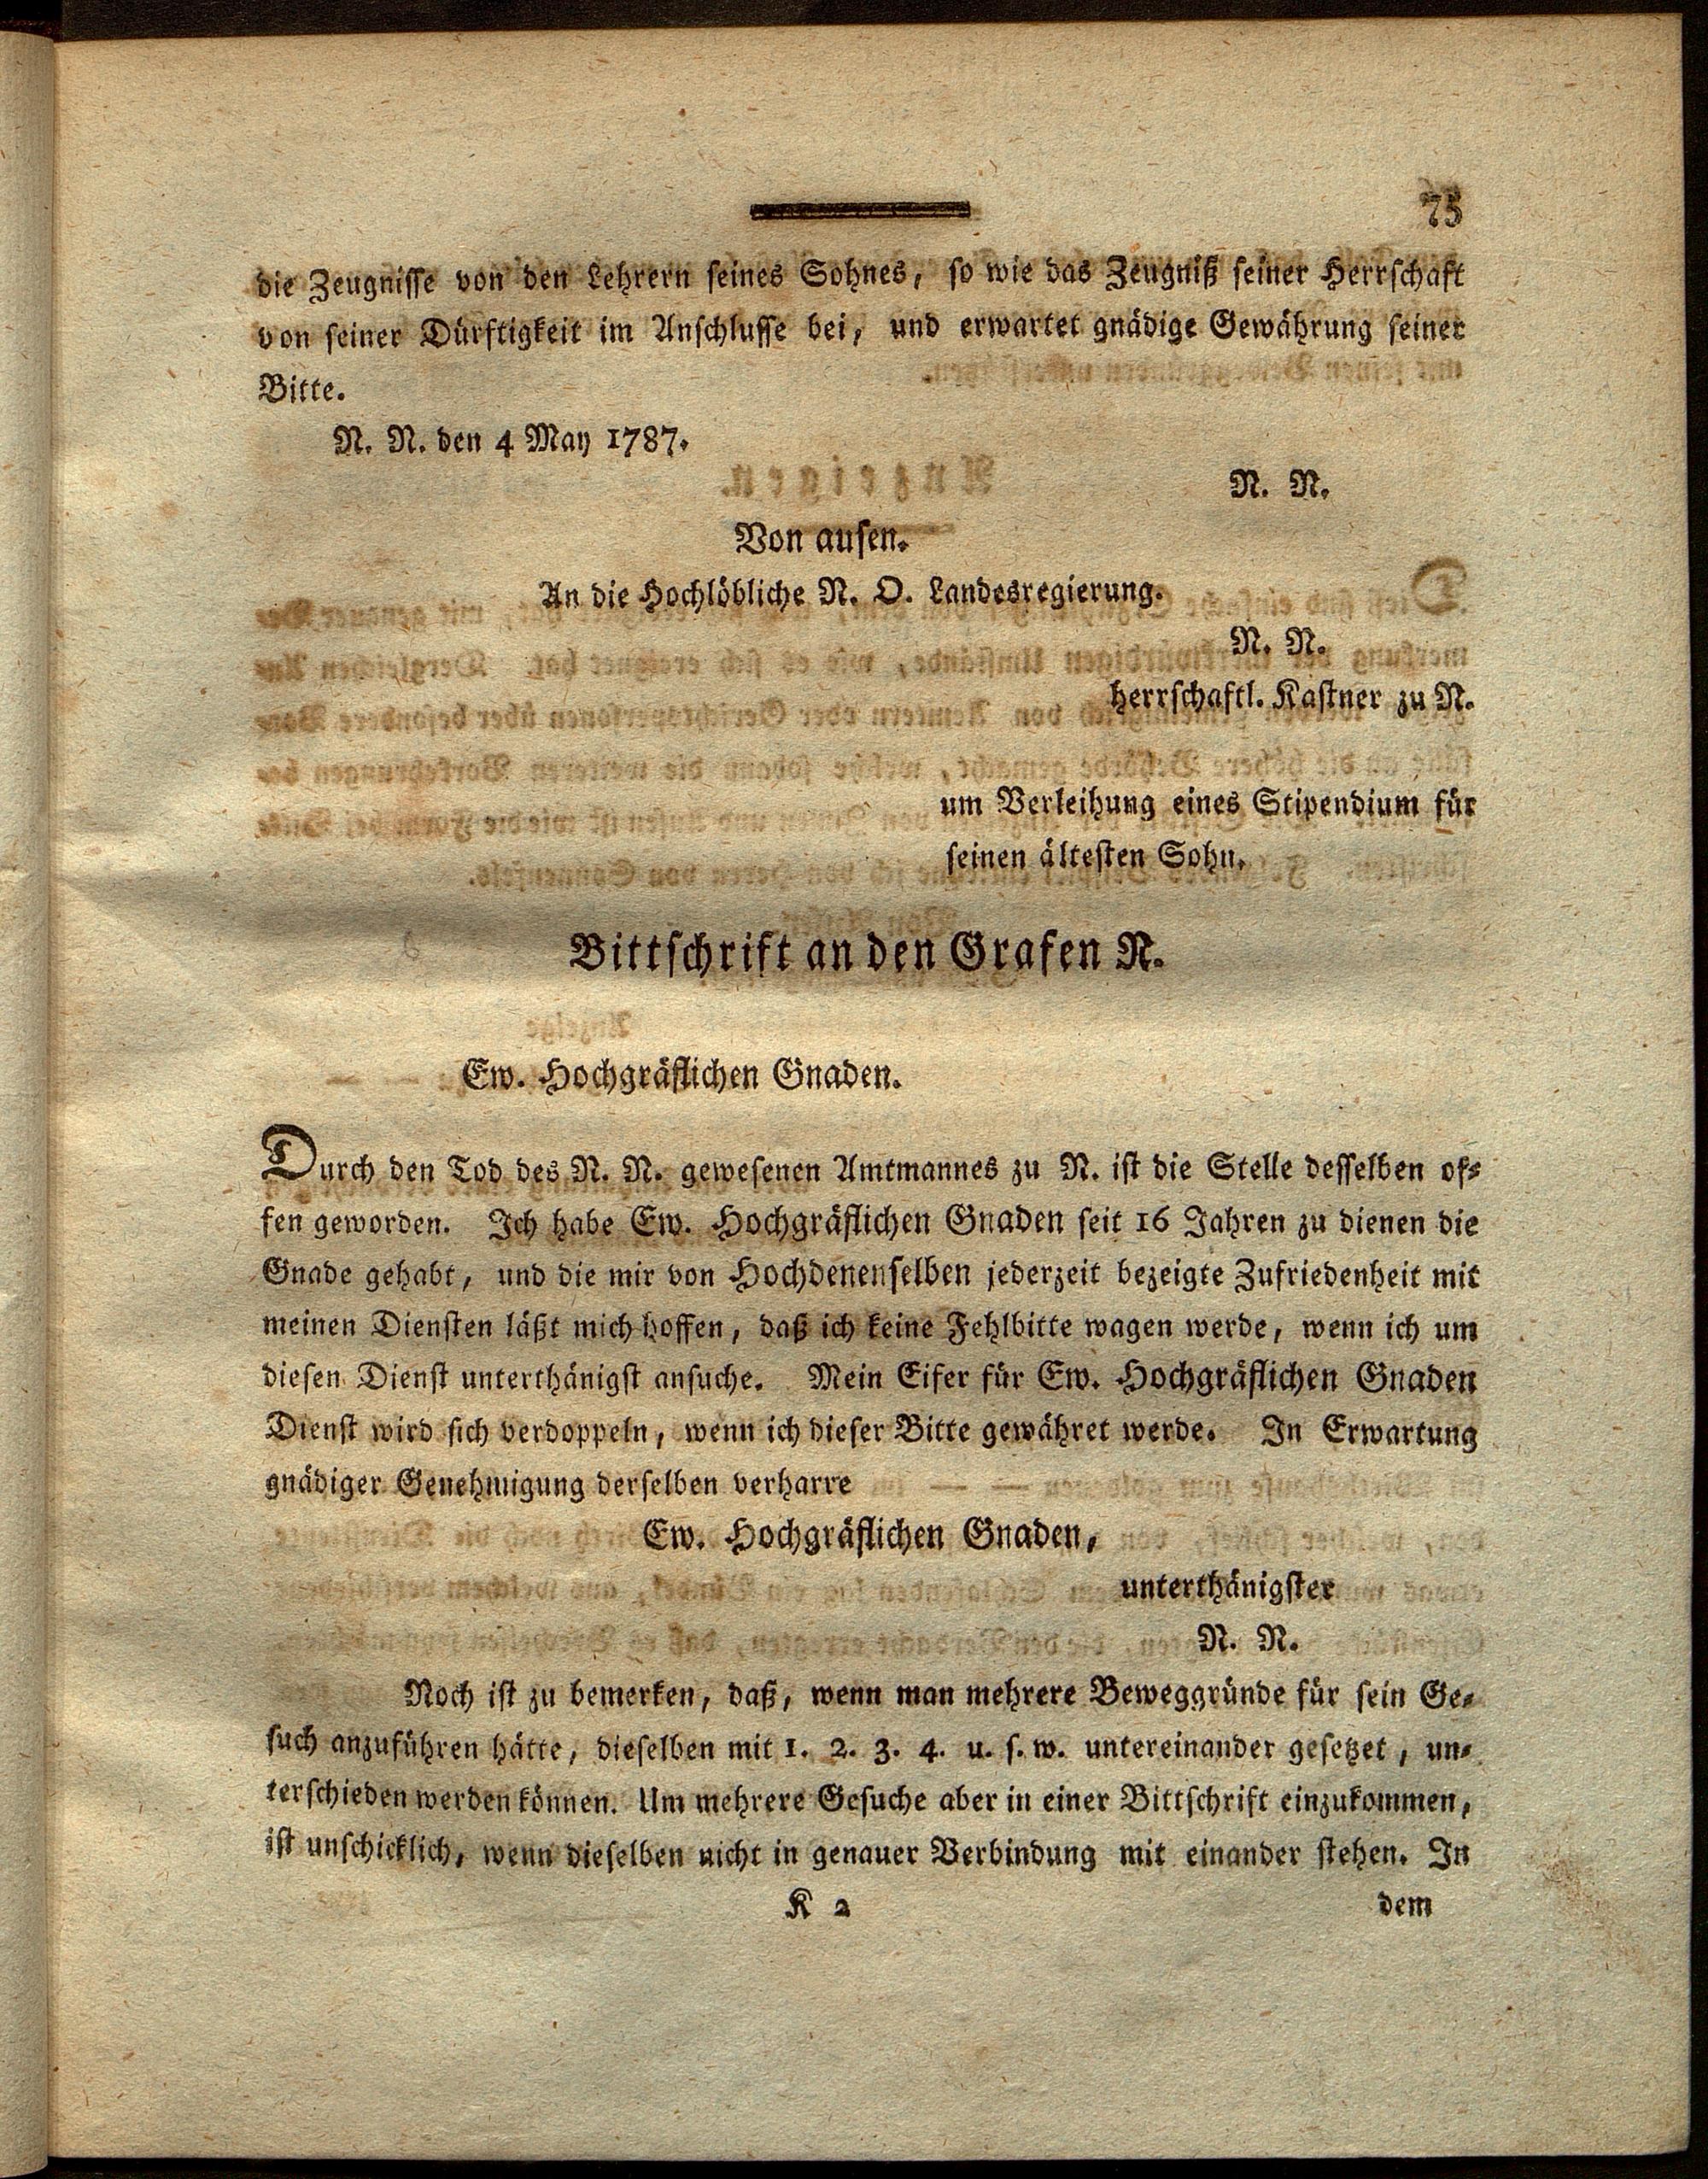 75
die Zeugnisse von den Lehrern seines Sohnes, so wie das Zeugniß seiner Herrschaft
von seiner Dürftigkeit im Anschlusse bei, und erwartet gnädige Gewährung seiner
Bitte.
N. N. den 4 May 1787.
N. N.
Von ausen.
An die Hochlöbliche N. O. Landesregierung.
N. N.
herrschaftl. Kastner zu N.
um Verleihung eines Stipendium für
seinen ältesten Sohn.
Bittschrift an den Grafen N.
Ew. Hochgräflichen Gnaden.
Durch den Tod des N. N. gewesenen Amtmannes zu N. ist die Stelle desselben of-
fen geworden. Ich habe Ew. Hochgräflichen Gnaden seit 16 Jahren zu dienen die
Gnade gehabt, und die mir von Hochdenenselben jederzeit bezeigte Zufriedenheit mit
meinen Diensten läßt mich hoffen, daß ich keine Fehlbitte wagen werde, wenn ich um
diesen Dienst unterthänigst ansuche. Mein Eifer für Ew. Hochgräflichen Gnaden
Dienst wird sich verdoppeln, wenn ich dieser Bitte gewähret werde. In Erwartung
gnädiger Genehmigung derselben verharre
Ew. Hochgräflichen Gnaden,
unterthänigster
N. N.
Noch ist zu bemerken, daß, wenn man mehrere Beweggründe für sein Ge-
such anzuführen hätte, dieselben mit 1. 2. 3. 4. u. s. w. untereinander gesetzet, un-
terschieden werden können. Um mehrere Gesuche aber in einer Bittschrift einzukommen,
ist unschicklich, wenn dieselben nicht in genauer Verbindung mit einander stehen. In
K 2
dem